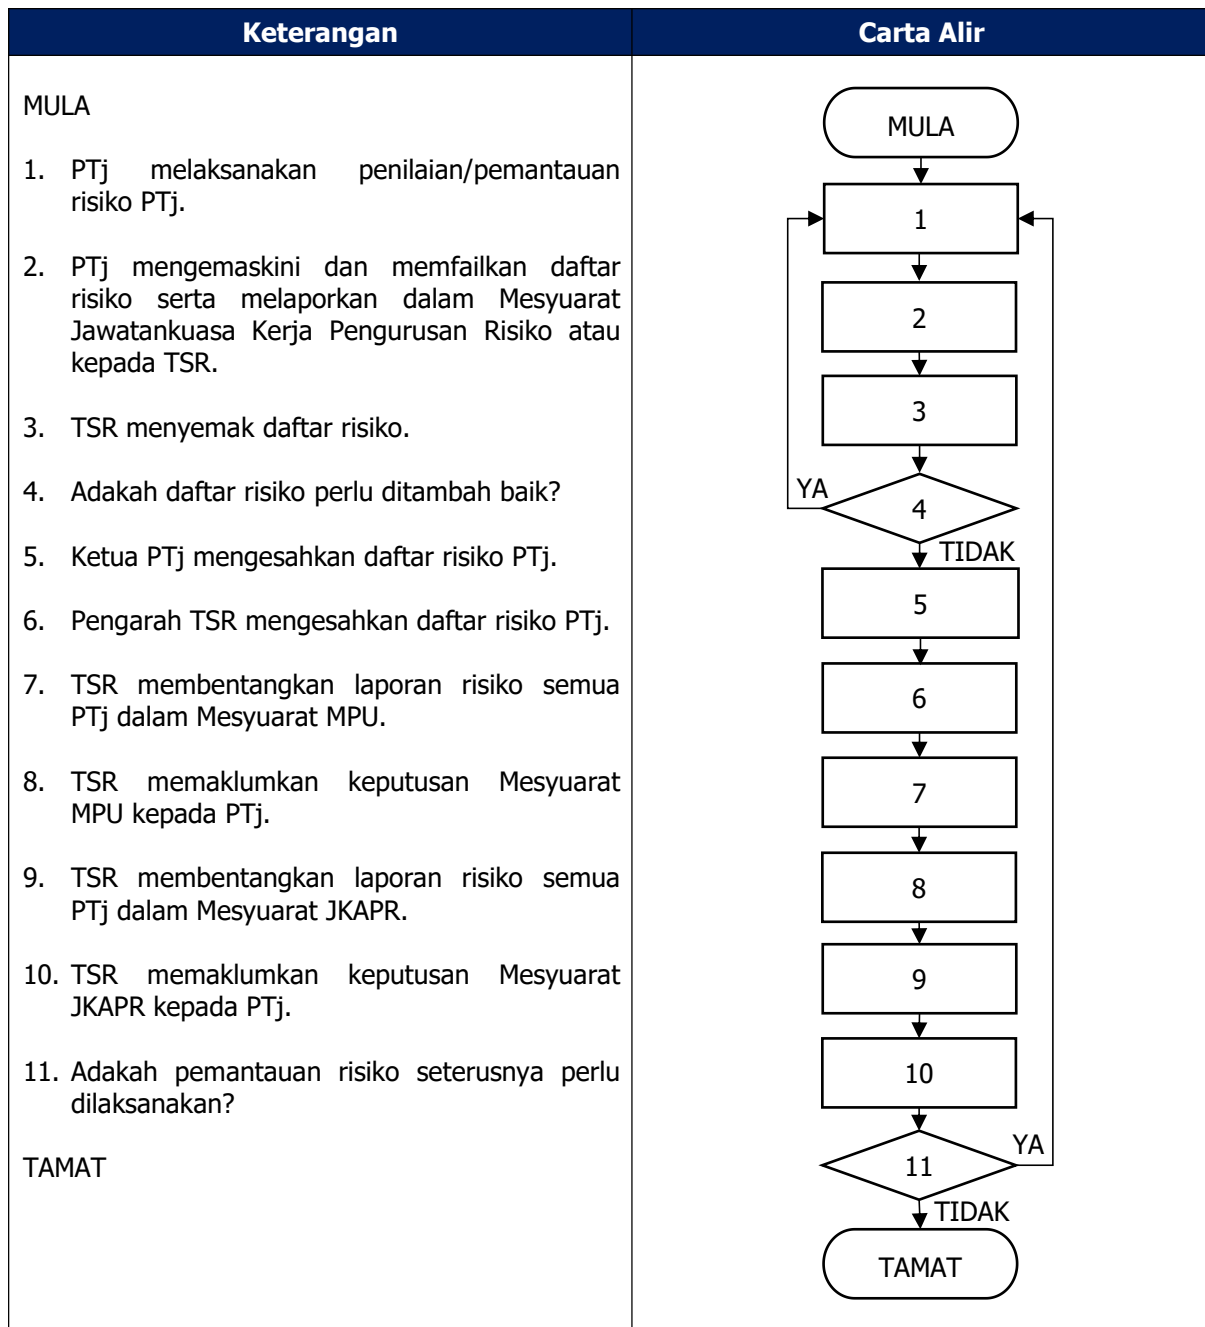 Keterangan
Carta Alir
MULA
1. PTj melaksanakan penilaian/pemantauan
risiko PTj.
2. PTj mengemaskini dan memfailkan daftar
risiko serta melaporkan dalam Mesyuarat
Jawatankuasa Kerja Pengurusan Risiko atau
kepada TSR.
3. TSR menyemak daftar risiko.
4. Adakah daftar risiko perlu ditambah baik?
5. Ketua PTj mengesahkan daftar risiko PTj.
6. Pengarah TSR mengesahkan daftar risiko PTj.
7. TSR membentangkan laporan risiko semua
PTj dalam Mesyuarat MPU.
8. TSR memaklumkan keputusan Mesyuarat
MPU kepada PTj.
9. TSR membentangkan laporan risiko semua
PTj dalam Mesyuarat JKAPR.
10. TSR memaklumkan keputusan Mesyuarat
JKAPR kepada PTj.
11. Adakah pemantauan risiko seterusnya perlu
dilaksanakan?
TAMAT
MULA
1
2
3
YA
4
TIDAK
5
6
7
8
9
10
YA
11
TIDAK
TAMAT